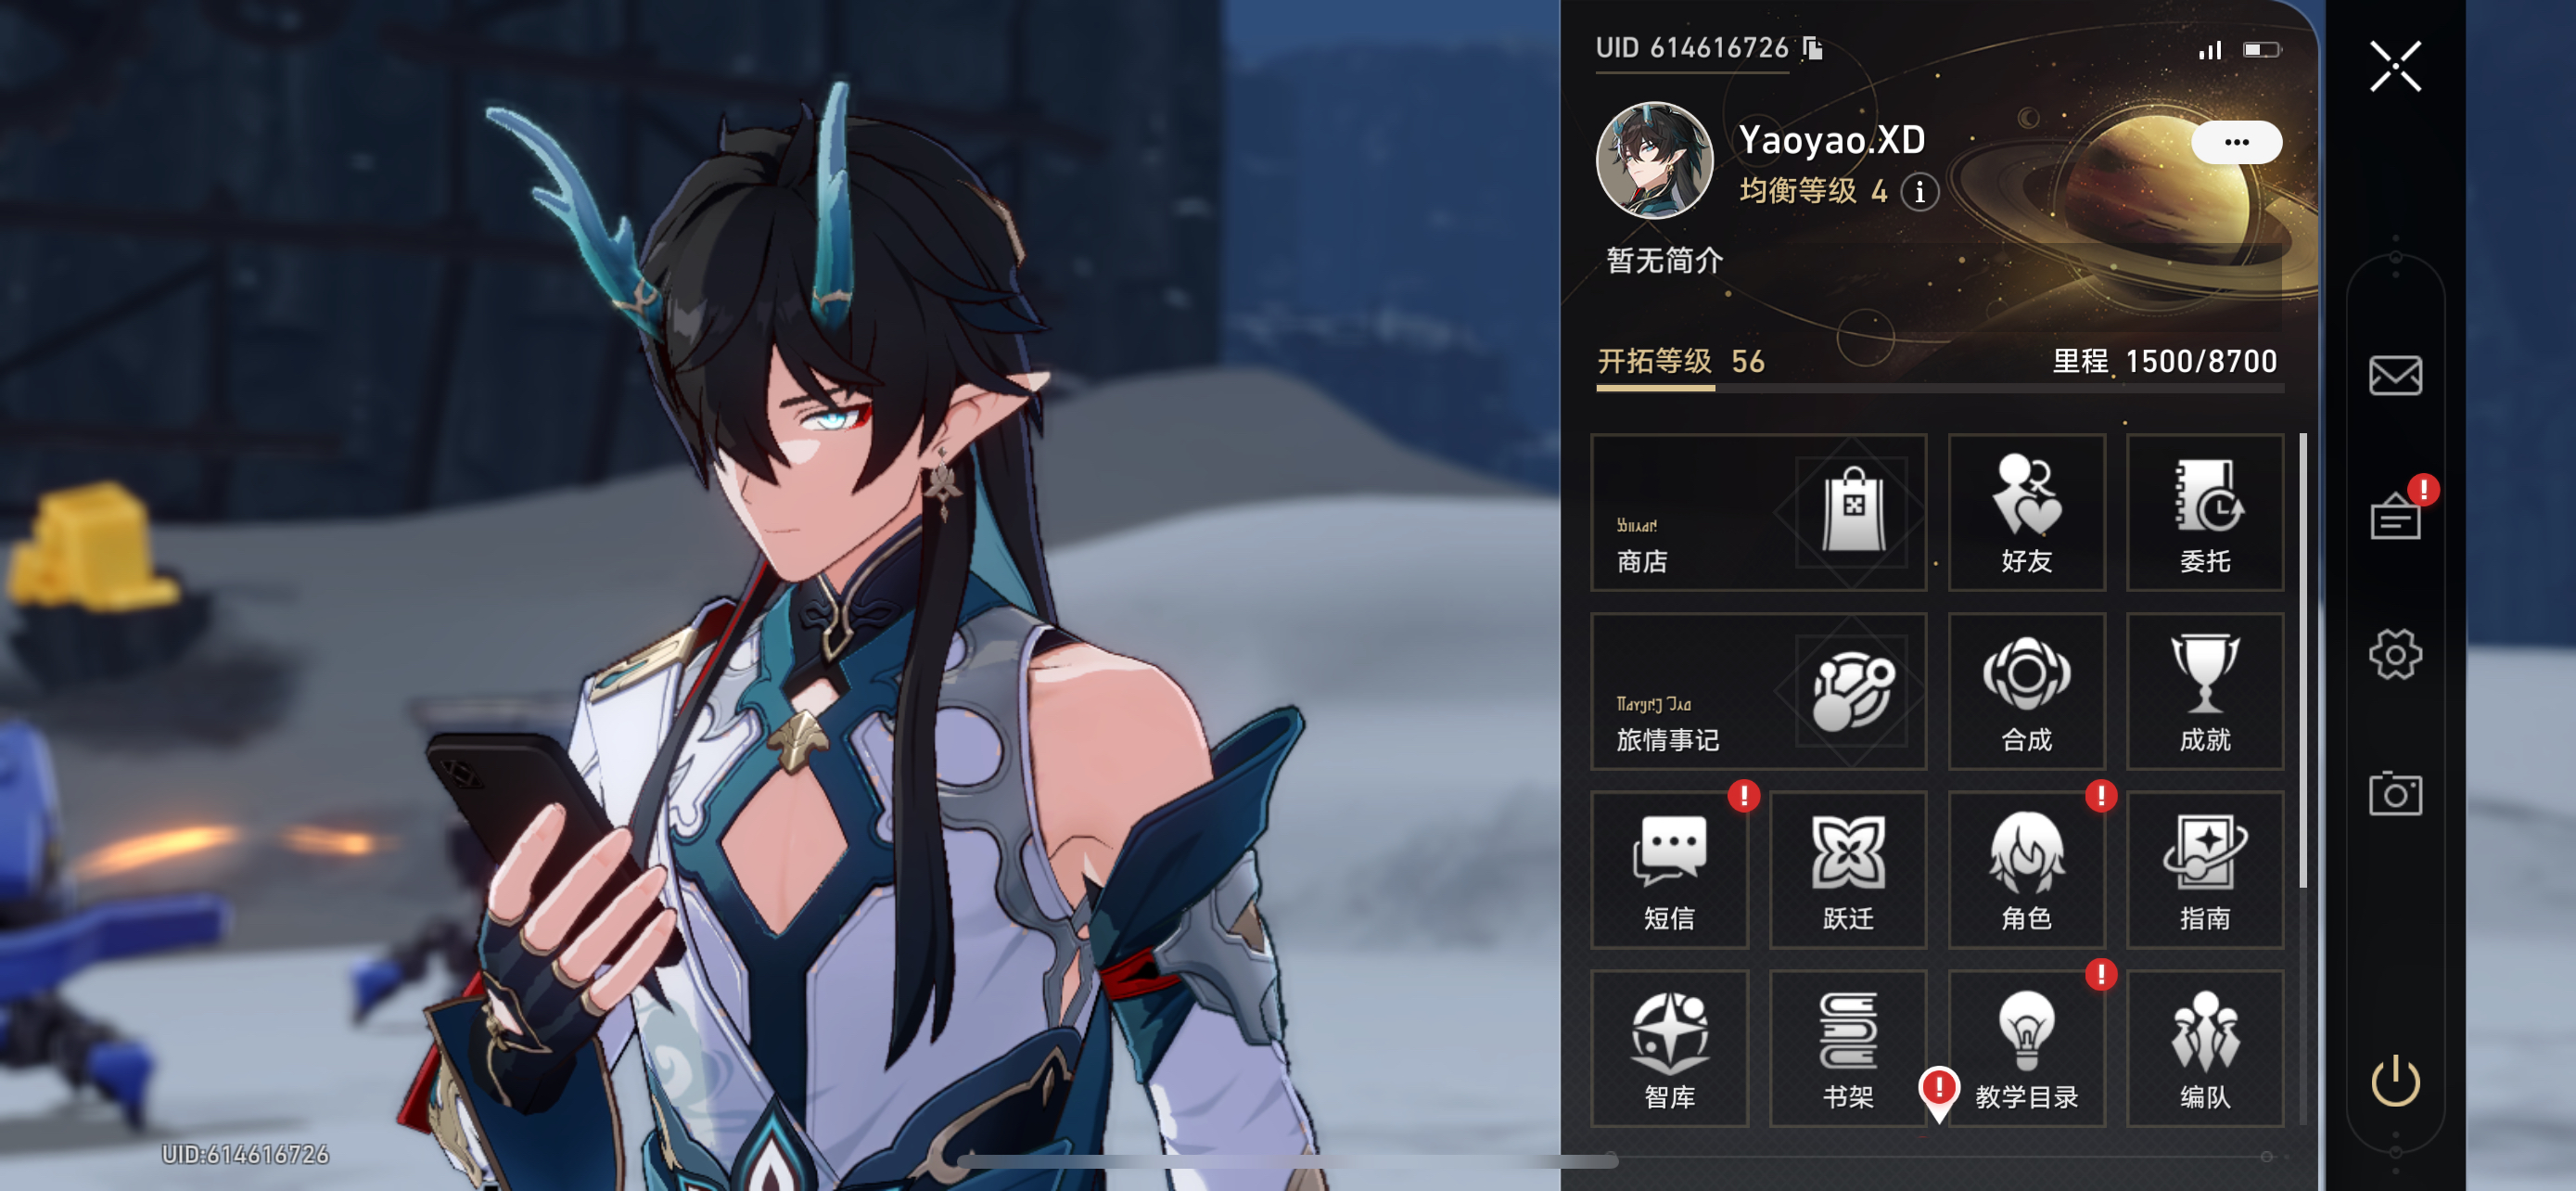 UID 614616726
Yaoyao.XD
均衡等级 4
暂无简介
开拓等级 56
里程 1500/8700
商店
好友
委托
旅情事记
合成
成就
短信
跃迁
角色
指南
智库
书架
教学目录
编队
UID:614616726